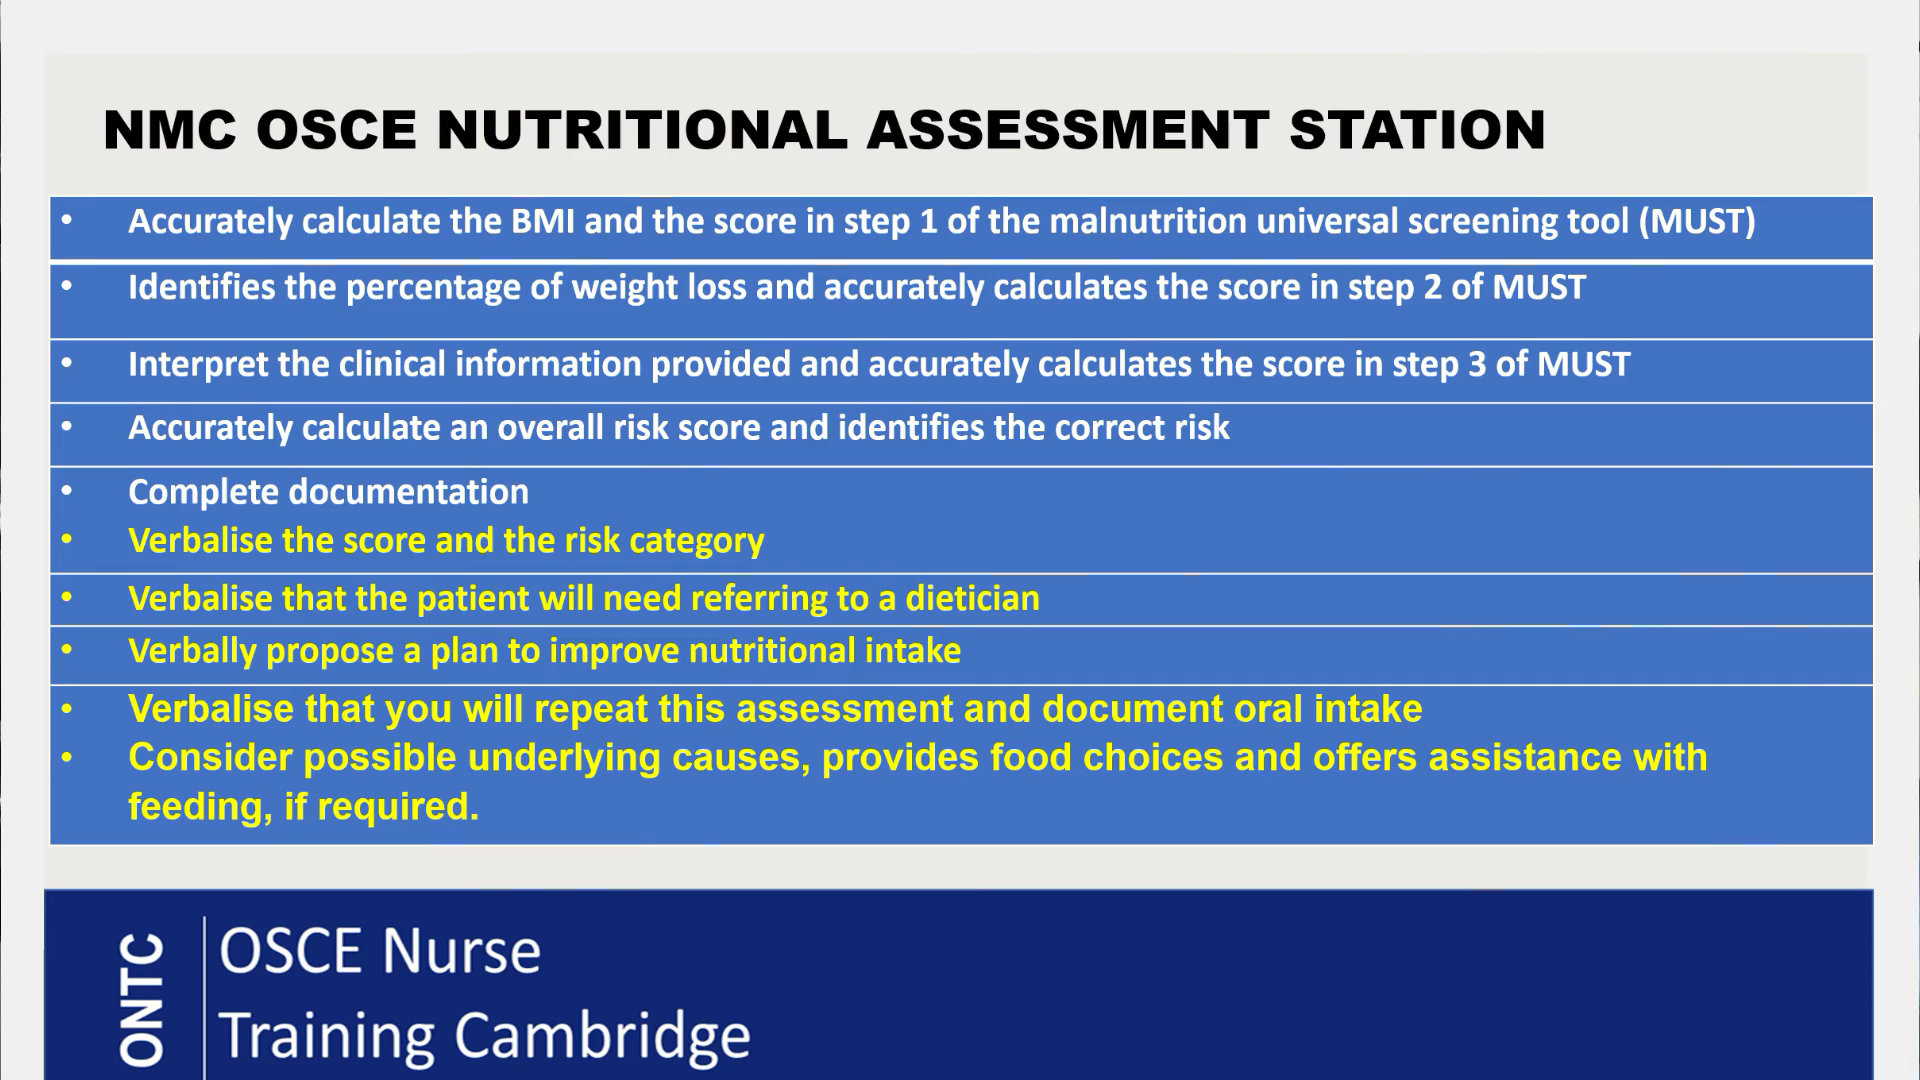 NMC OSCE NUTRITIONAL ASSESSMENT STATION
• Accurately calculate the BMI and the score in step 1 of the malnutrition universal screening tool (MUST)
• Identifies the percentage of weight loss and accurately calculates the score in step 2 of MUST
• Interpret the clinical information provided and accurately calculates the score in step 3 of MUST
• Accurately calculate an overall risk score and identifies the correct risk
• Complete documentation
• Verbalise the score and the risk category
• Verbalise that the patient will need referring to a dietician
• Verbally propose a plan to improve nutritional intake
• Verbalise that you will repeat this assessment and document oral intake
• Consider possible underlying causes, provides food choices and offers assistance with
feeding, if required.
ONTC
OSCE Nurse
Training Cambridge